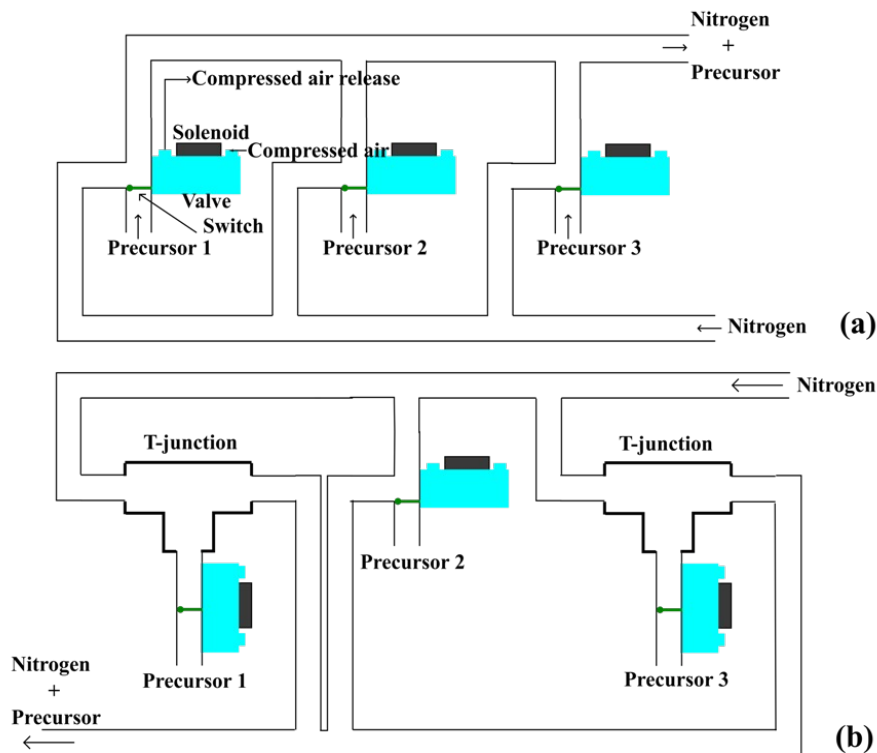 Nitrogen
+
Precursor
Compressed air release
Solenoid
Compressed air
Valve
Switch
Precursor 1
Precursor 2
Precursor 3
Nitrogen
(a)
Nitrogen
T-junction
T-junction
Precursor 2
Precursor 1
Precursor 3
Nitrogen
+
Precursor
(b)